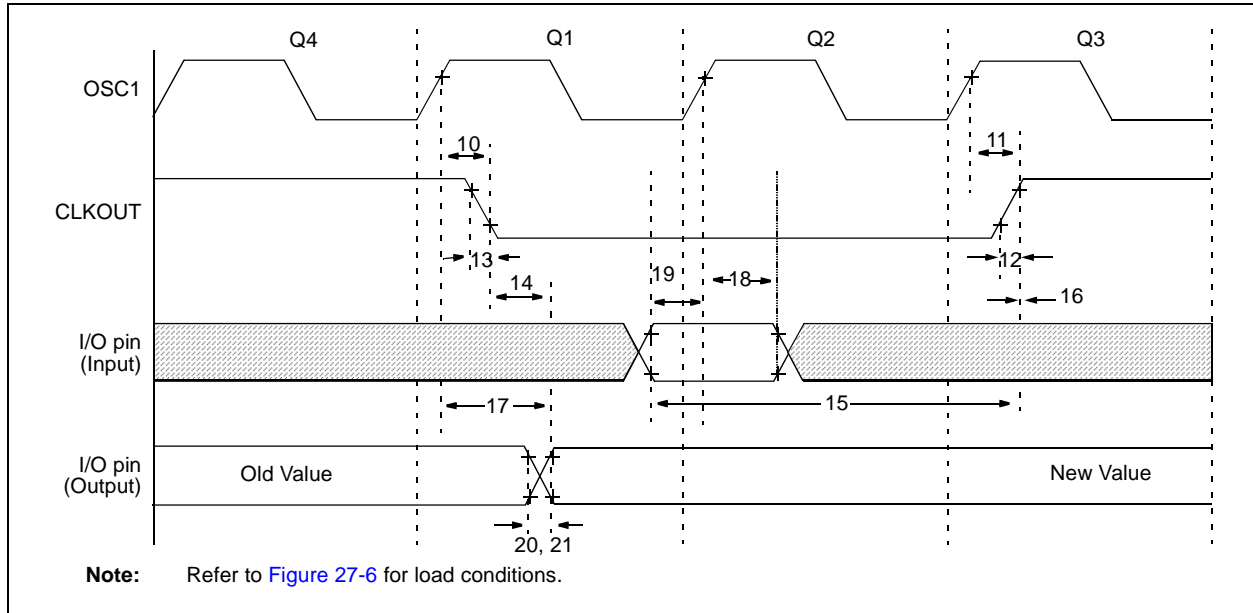 Q4 Q1 Q2 Q3
OSC1
10 11
CLKOUT
13 19 18 12
14 16
I/O pin
(Input)
17 15
I/O pin
(Output)
Old Value New Value
20, 21
Note: Refer to Figure 27-6 for load conditions.